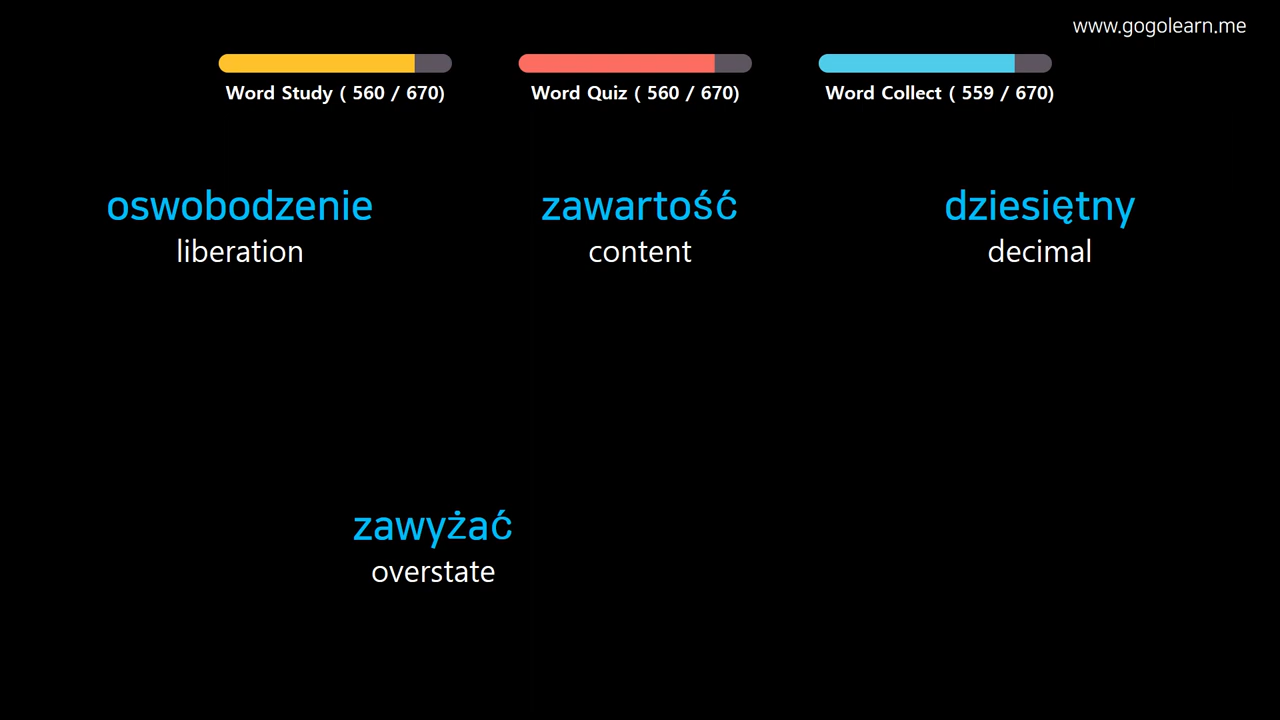 www.gogolearn.me
Word Study ( 560 / 670)
Word Quiz ( 560 / 670)
Word Collect ( 559 / 670)
oswobodzenie
liberation
zawartość
content
dziesiętny
decimal
zawyżać
overstate